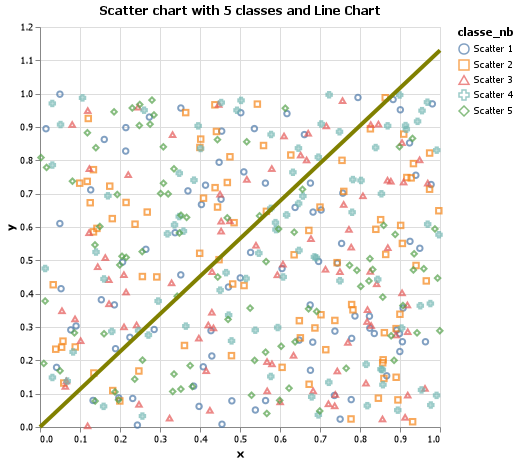 Scatter chart with 5 classes and Line Chart
1.2
1.1
1.0
0.9
0.8
0.7
0.6
0.5
0.4
0.3
0.2
0.1
0.0
y
0.0 0.1 0.2 0.3 0.4 0.5 0.6 0.7 0.8 0.9 1.0
x
classe_nb
Scatter 1
Scatter 2
Scatter 3
Scatter 4
Scatter 5